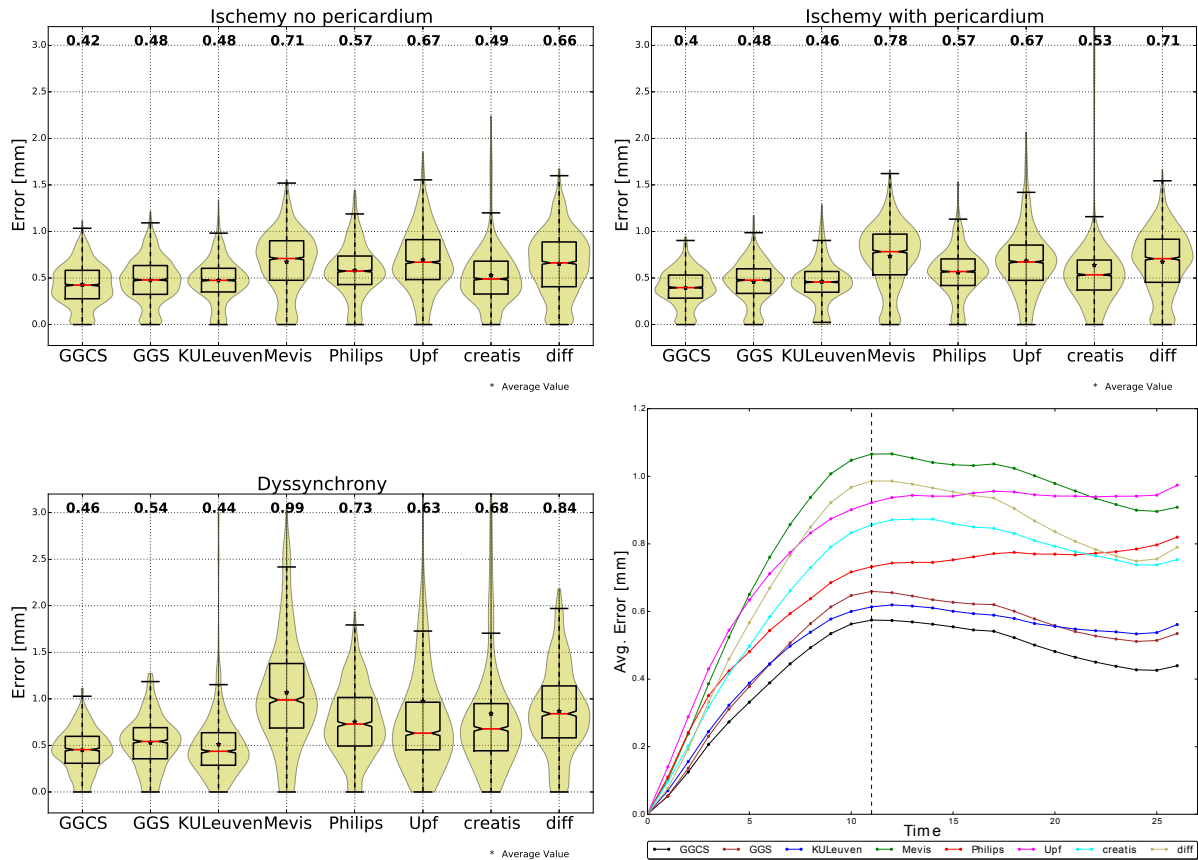 Ischemy no pericardium
0.42 0.48 0.48 0.71 0.57 0.67 0.49 0.66
3.0
2.5
2.0
1.5
1.0
0.5
0.0
Error [mm]
GGCS GGS KULeuven Mevis Philips Upf creatis diff
* Average Value
Ischemy with pericardium
0.4 0.48 0.46 0.78 0.57 0.67 0.53 0.71
3.0
2.5
2.0
1.5
1.0
0.5
0.0
Error [mm]
GGCS GGS KULeuven Mevis Philips Upf creatis diff
* Average Value
Dyssynchrony
0.46 0.54 0.44 0.99 0.73 0.63 0.68 0.84
3.0
2.5
2.0
1.5
1.0
0.5
0.0
Error [mm]
GGCS GGS KULeuven Mevis Philips Upf creatis diff
* Average Value
1.2
1.0
0.8
0.6
0.4
0.2
0.0
Avg. Error [mm]
0 5 10 15 20 25
Time
GGCS GGS KULeuven Mevis Philips Upf creatis diff